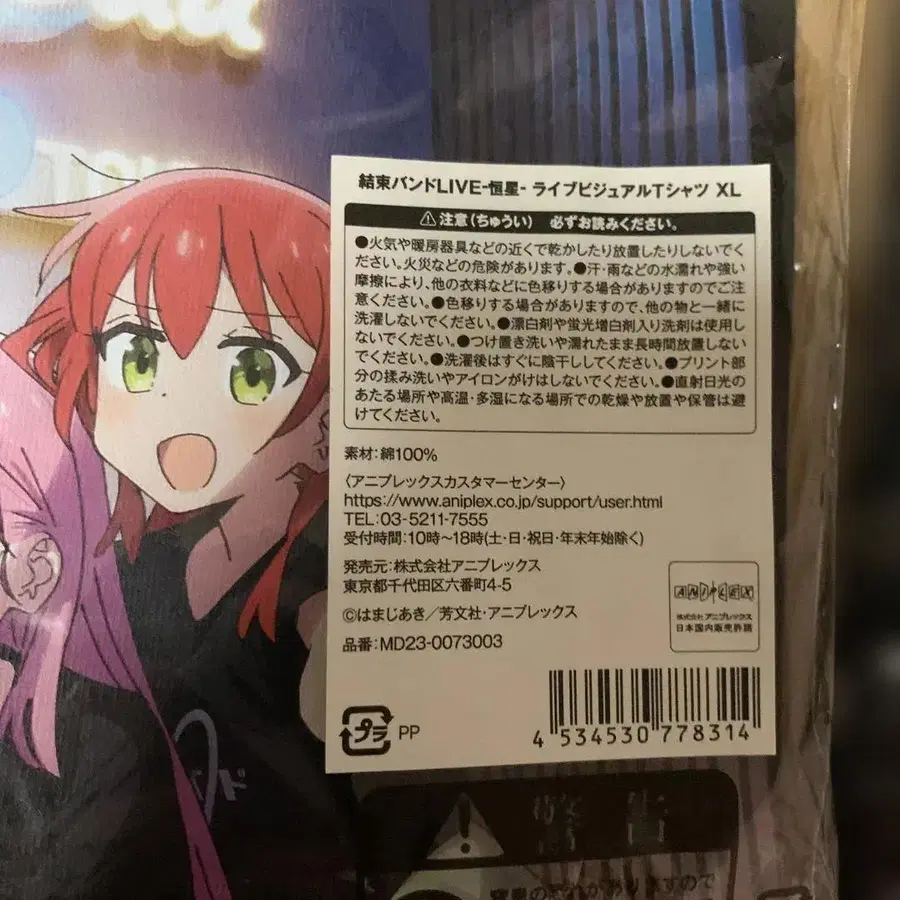 結束バンドLIVE-恒星- ライブビジュアルTシャツ XL
⚠注意(ちゅうい) 必ずお読みください。
●火気や暖房器具などの近くで乾かしたり放置したりしないでく
ださい。火災などの危険があります。●汗・雨などの水濡れや強い
摩擦により、他の衣料などに色移りする場合がありますのでご注
意ください。●色移りする場合がありますので、他の物と一緒に
洗濯しないでください。●漂白剤や蛍光増白剤入り洗剤は使用し
ないでください。●つけ置き洗いや濡れたまま長時間放置しない
でください。●洗濯後はすぐに陰干ししてください。●プリント部
分の揉み洗いやアイロンがけはしないでください。●直射日光の
あたる場所や高温・多湿になる場所での乾燥や放置や保管は避
けてください。
素材:綿100%
〈アニプレックスカスタマーセンター〉
https://www.aniplex.co.jp/support/user.html
TEL:03-5211-7555
受付時間:10時~18時(土・日・祝日・年末年始除く)
発売元:株式会社アニプレックス
東京都千代田区六番町4-5
©はまじあき/芳文社・アニプレックス
品番:MD23-0073003
ANIPLEX
株式会社アニプレックス
日本国内販売許諾
プラ PP
4 534530 778314
ド